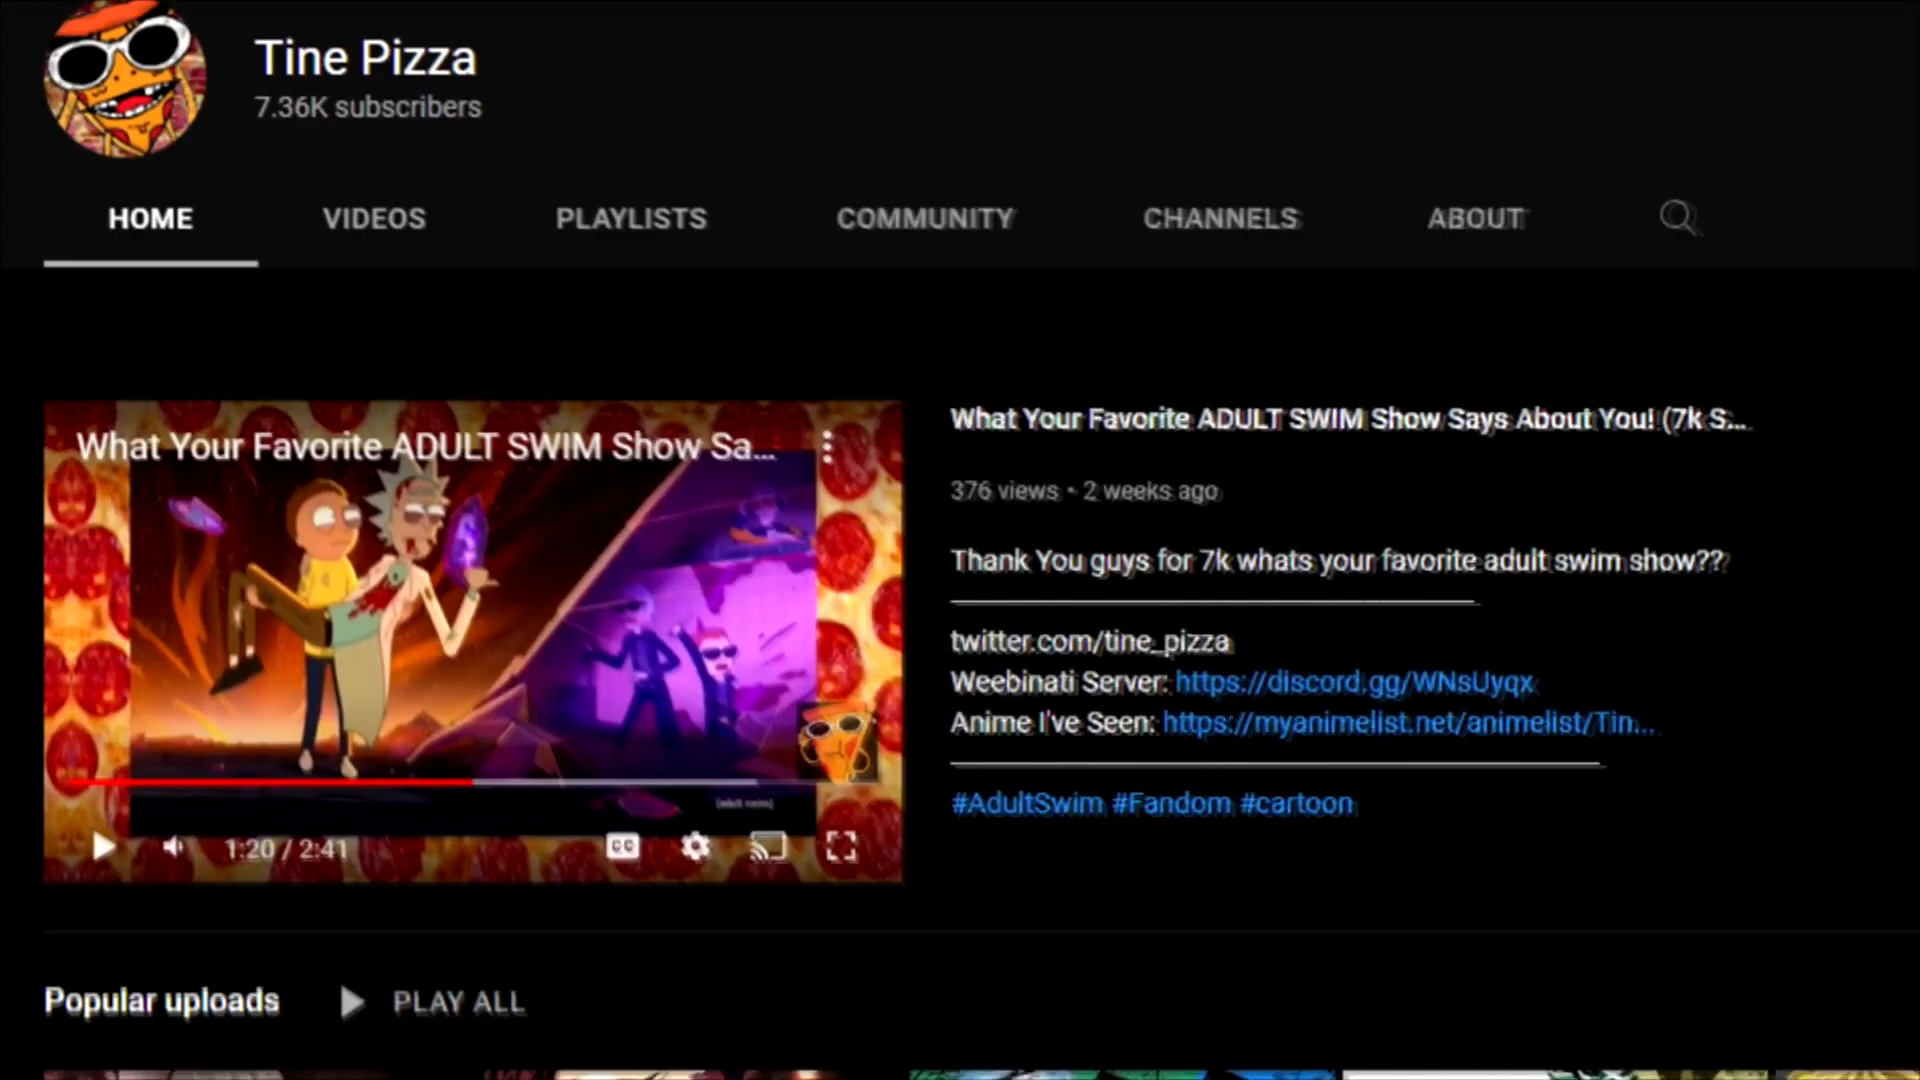 Tine Pizza
7.36K subscribers
HOME VIDEOS PLAYLISTS COMMUNITY CHANNELS ABOUT
What Your Favorite ADULT SWIM Show Sa...
[adult swim]
1:20 / 2:41
CC
What Your Favorite ADULT SWIM Show Says About You! (7k S...
376 views • 2 weeks ago
Thank You guys for 7k whats your favorite adult swim show??
twitter.com/tine_pizza
Weebinati Server: https://discord.gg/WNsUyqx
Anime I've Seen: https://myanimelist.net/animelist/Tin...
#AdultSwim #Fandom #cartoon
Popular uploads PLAY ALL